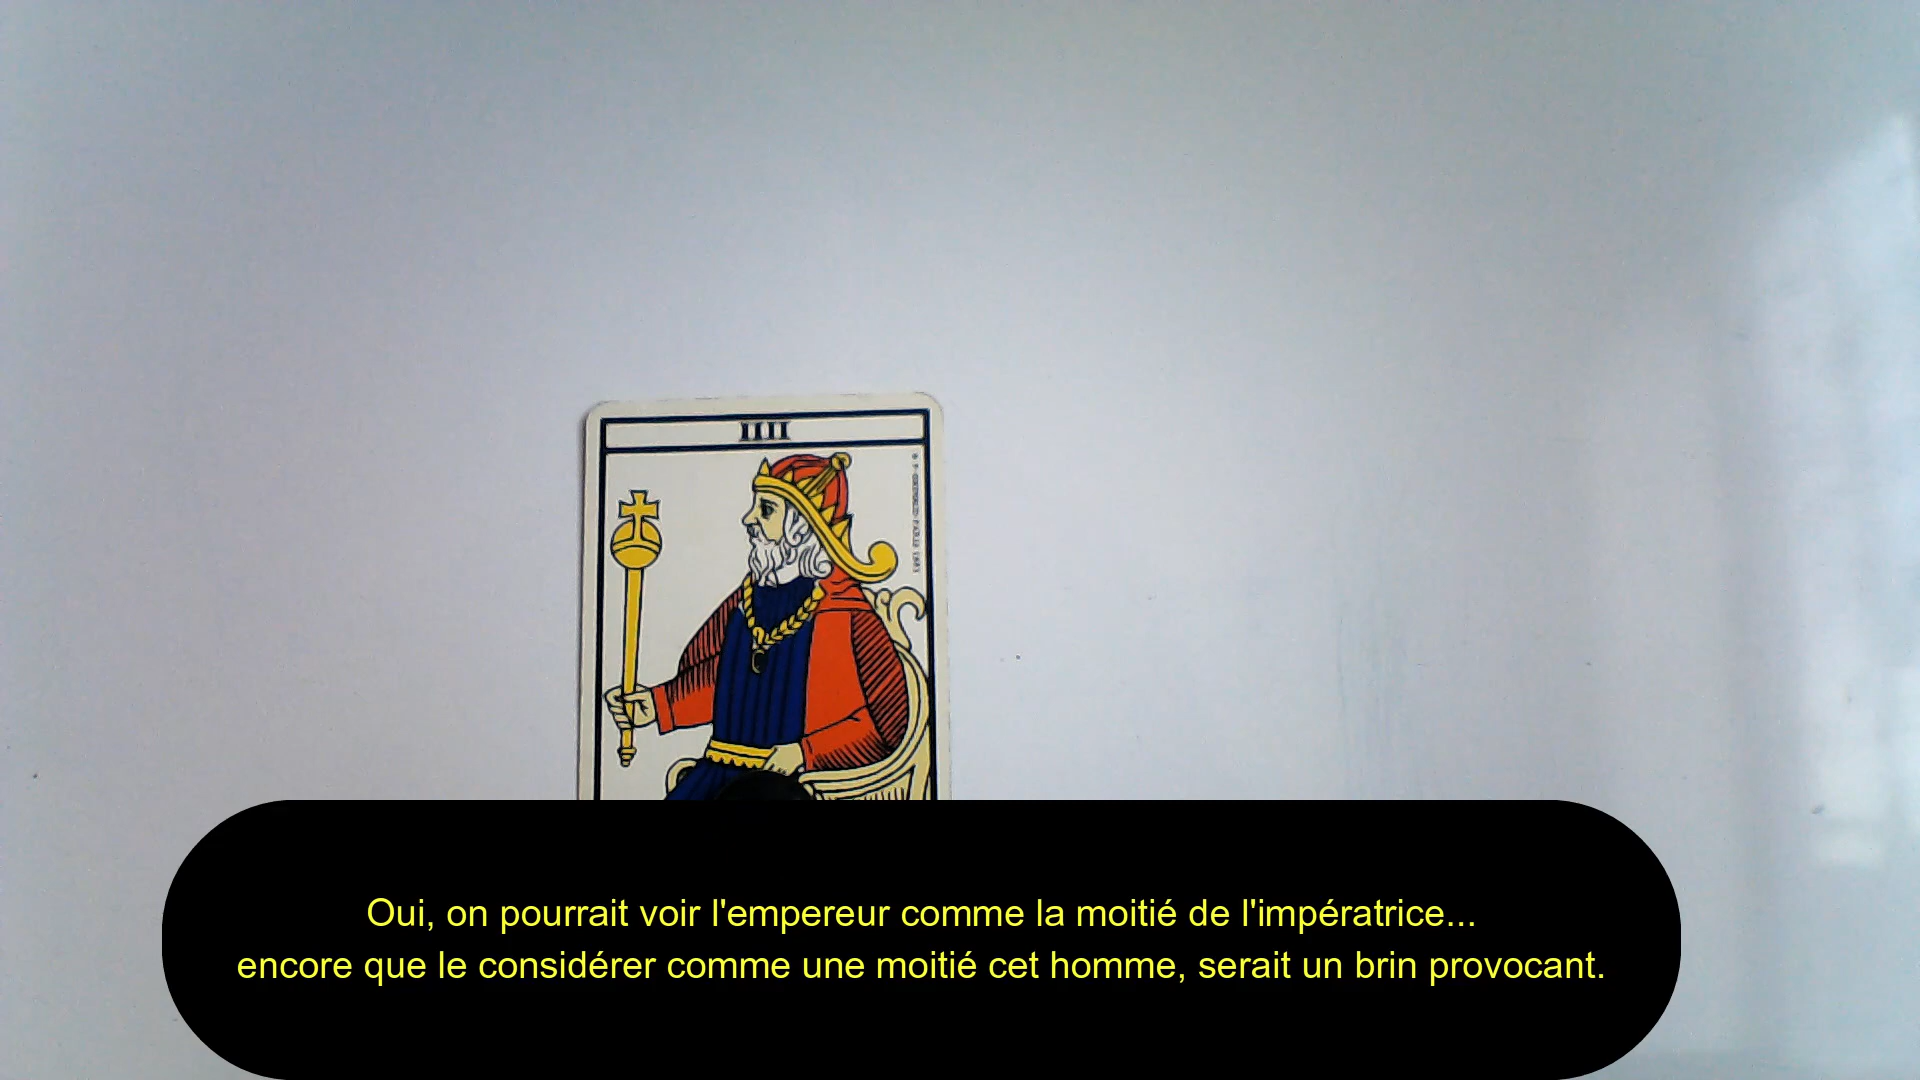 IIII
Oui, on pourrait voir l'empereur comme la moitié de l'impératrice...
encore que le considérer comme une moitié cet homme, serait un brin provocant.